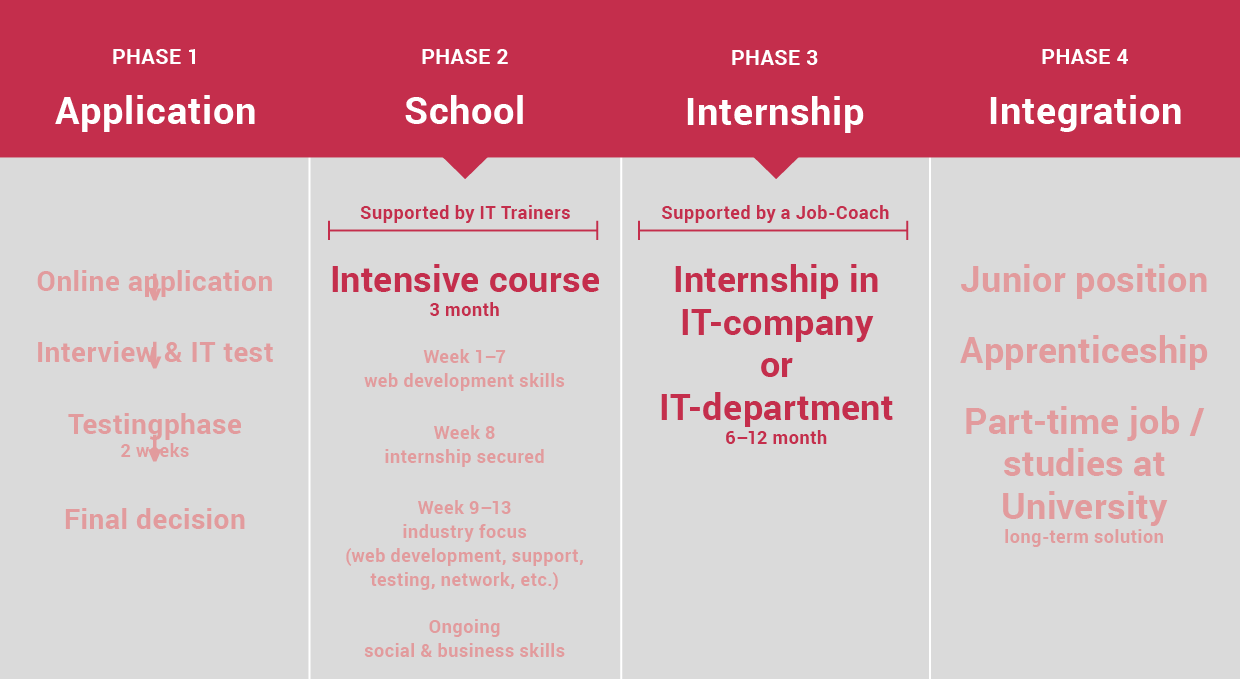 PHASE 1
Application
Online application
Interview & IT test
Testingphase
2 weeks
Final decision
PHASE 2
School
Supported by IT Trainers
Intensive course
3 month
Week 1–7
web development skills
Week 8
internship secured
Week 9–13
industry focus
(web development, support,
testing, network, etc.)
Ongoing
social & business skills
PHASE 3
Internship
Supported by a Job-Coach
Internship in
IT-company
or
IT-department
6–12 month
PHASE 4
Integration
Junior position
Apprenticeship
Part-time job /
studies at
University
long-term solution